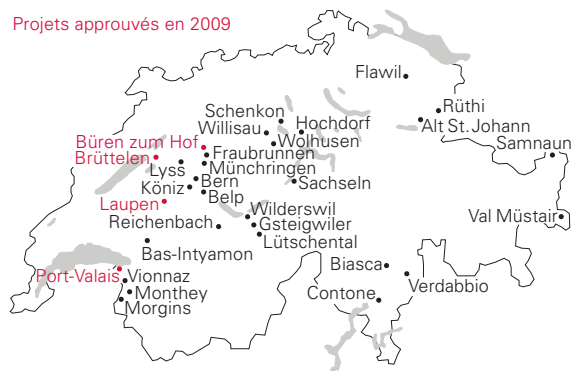 Projets approuvés en 2009
Flawil
Rüthi
Alt St. Johann
Samnaun
Schenkon
Hochdorf
Willisau
Wolhusen
Büren zum Hof
Brüttelen
Fraubrunnen
Lyss
Münchringen
Köniz
Bern
Sachseln
Belp
Laupen
Wilderswil
Val Müstair
Reichenbach
Gsteigwiler
Lütschental
Bas-Intyamon
Biasca
Port-Valais
Vionnaz
Verdabbio
Monthey
Contone
Morgins